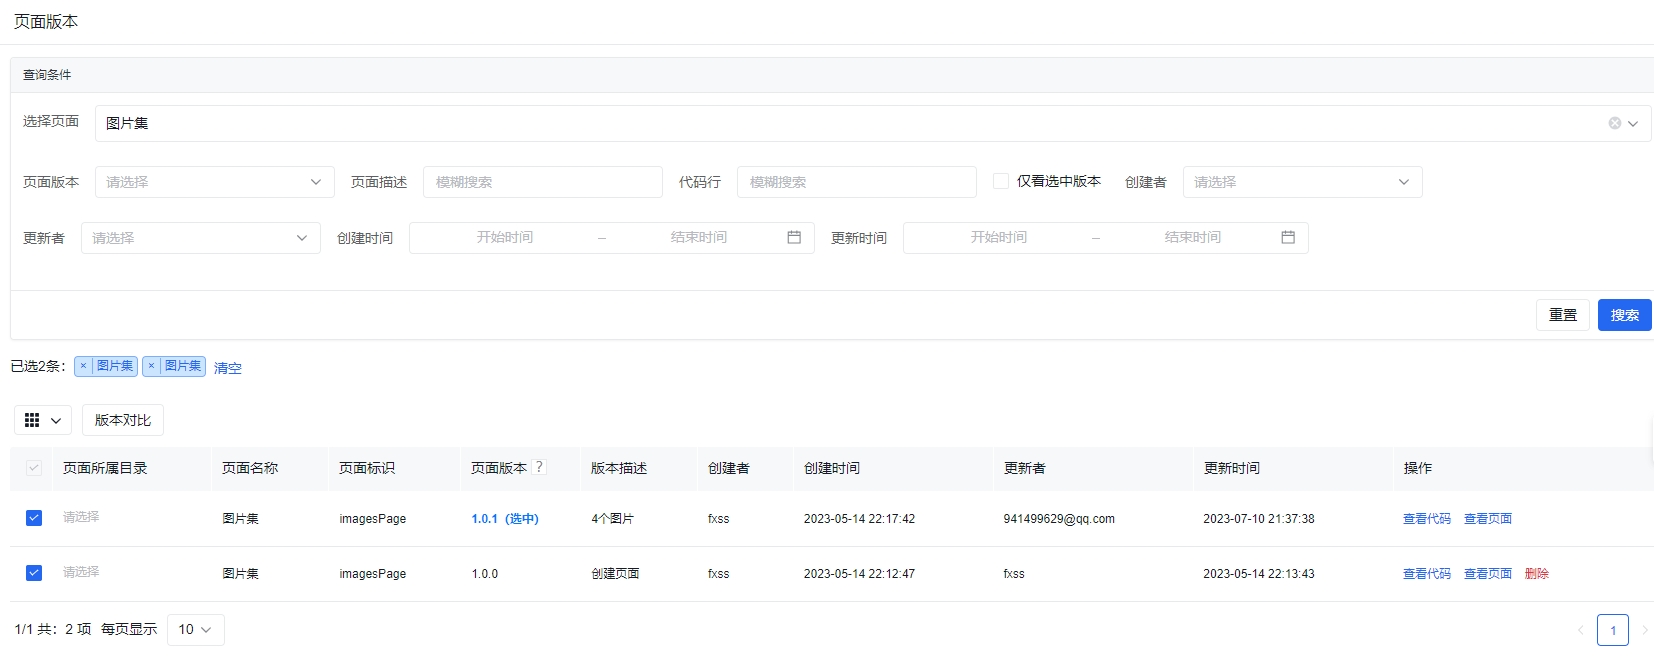 页面版本
查询条件
选择页面 图片集
页面版本 请选择 页面描述 模糊搜索 代码行 模糊搜索 仅看选中版本 创建者 请选择
更新者 请选择 创建时间 开始时间 – 结束时间 更新时间 开始时间 – 结束时间
重置 搜索
已选2条： × 图片集 × 图片集 清空
版本对比
页面所属目录 页面名称 页面标识 页面版本 ? 版本描述 创建者 创建时间 更新者 更新时间 操作
请选择 图片集 imagesPage 1.0.1（选中） 4个图片 fxss 2023-05-14 22:17:42 941499629@qq.com 2023-07-10 21:37:38 查看代码 查看页面
请选择 图片集 imagesPage 1.0.0 创建页面 fxss 2023-05-14 22:12:47 fxss 2023-05-14 22:13:43 查看代码 查看页面 删除
1/1 共：2 项 每页显示 10 1